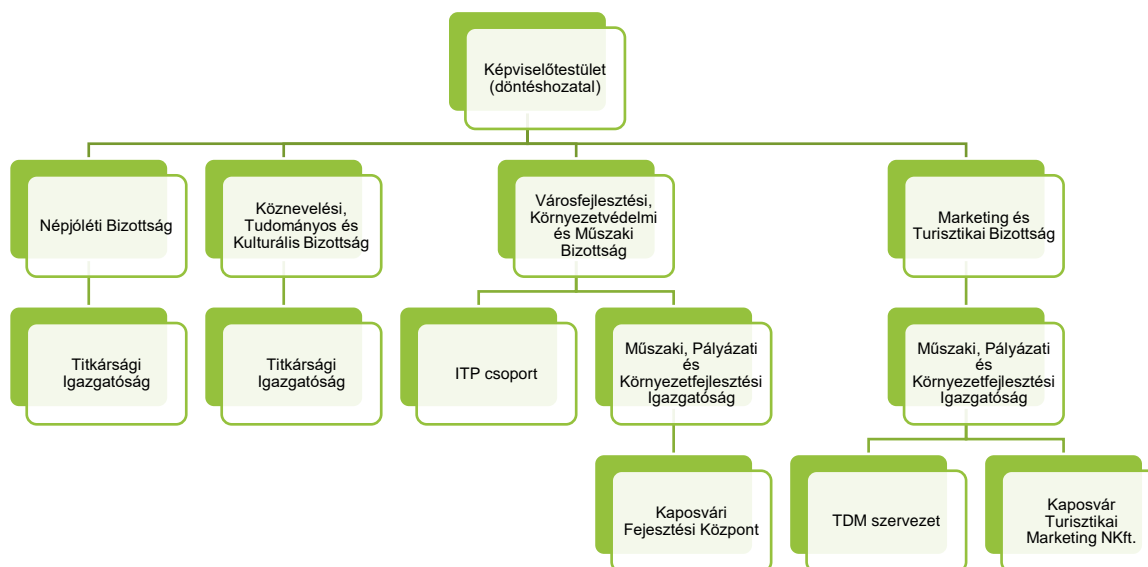 Képviselőtestület
(döntéshozatal)
Népjóléti Bizottság
Köznevelési,
Tudományos és
Kulturális Bizottság
Városfejlesztési,
Környezetvédelmi
és Műszaki
Bizottság
Marketing és
Turisztikai Bizottság
Titkársági
Igazgatóság
Titkársági
Igazgatóság
ITP csoport
Műszaki, Pályázati
és
Környezetfejlesztési
Igazgatóság
Műszaki, Pályázati
és
Környezetfejlesztési
Igazgatóság
Kaposvári
Fejesztési Központ
TDM szervezet
Kaposvár
Turisztikai
Marketing NKft.